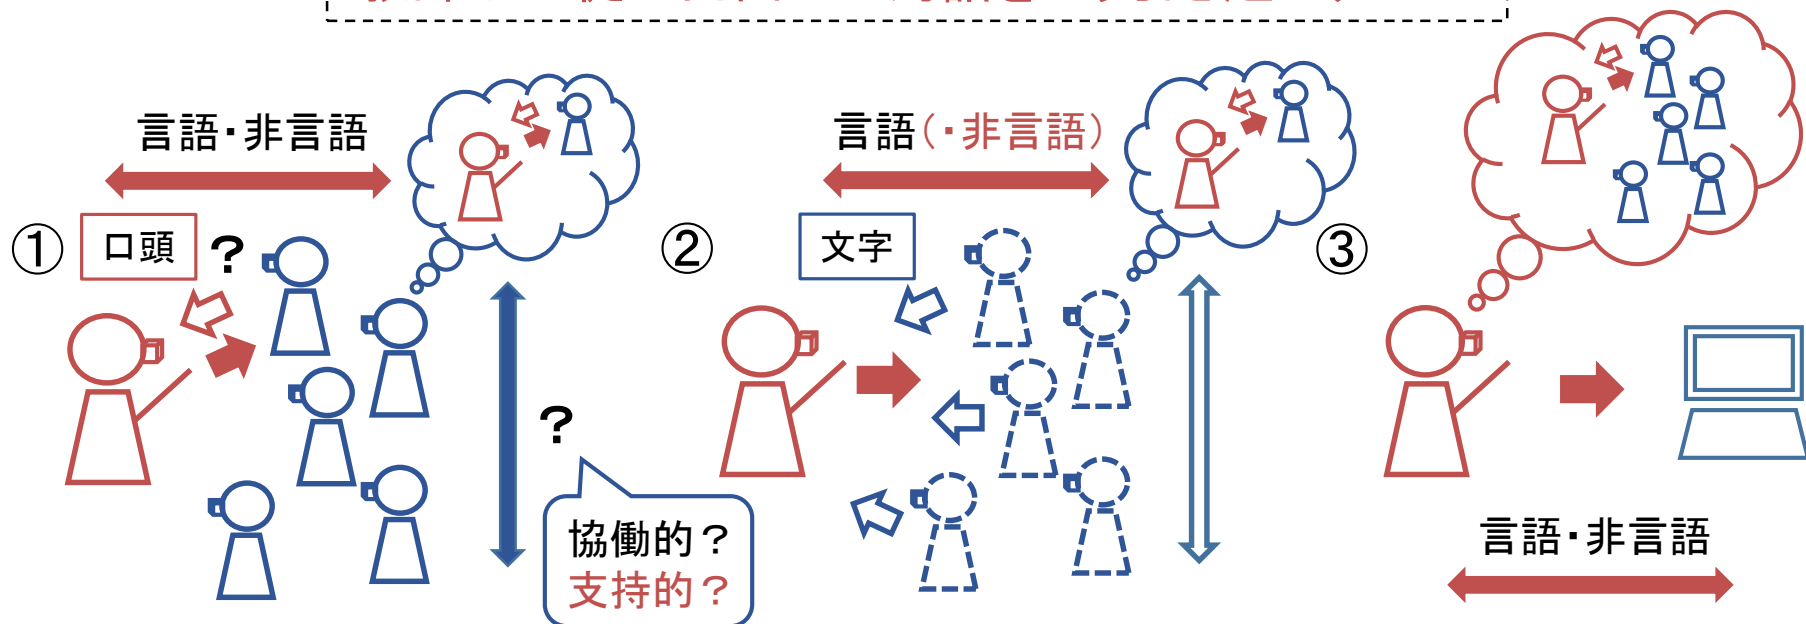 言語・非言語
言語(・非言語)
① 口頭 ?
② 文字
③
?
協働的?
支持的?
言語・非言語